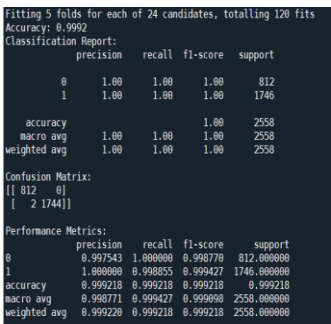 Fitting 5 folds for each of 24 candidates, totalling 120 fits
Accuracy: 0.9992
Classification Report:
precision recall f1-score support
0 1.00 1.00 1.00 812
1 1.00 1.00 1.00 1746
accuracy 1.00 2558
macro avg 1.00 1.00 1.00 2558
weighted avg 1.00 1.00 1.00 2558
Confusion Matrix:
[[ 812 0]
[ 2 1744]]
Performance Metrics:
precision recall f1-score support
0 0.997543 1.000000 0.998770 812.000000
1 1.000000 0.998855 0.999427 1746.000000
accuracy 0.999218 0.999218 0.999218 0.999218
macro avg 0.998771 0.999427 0.999098 2558.000000
weighted avg 0.999220 0.999218 0.999218 2558.000000